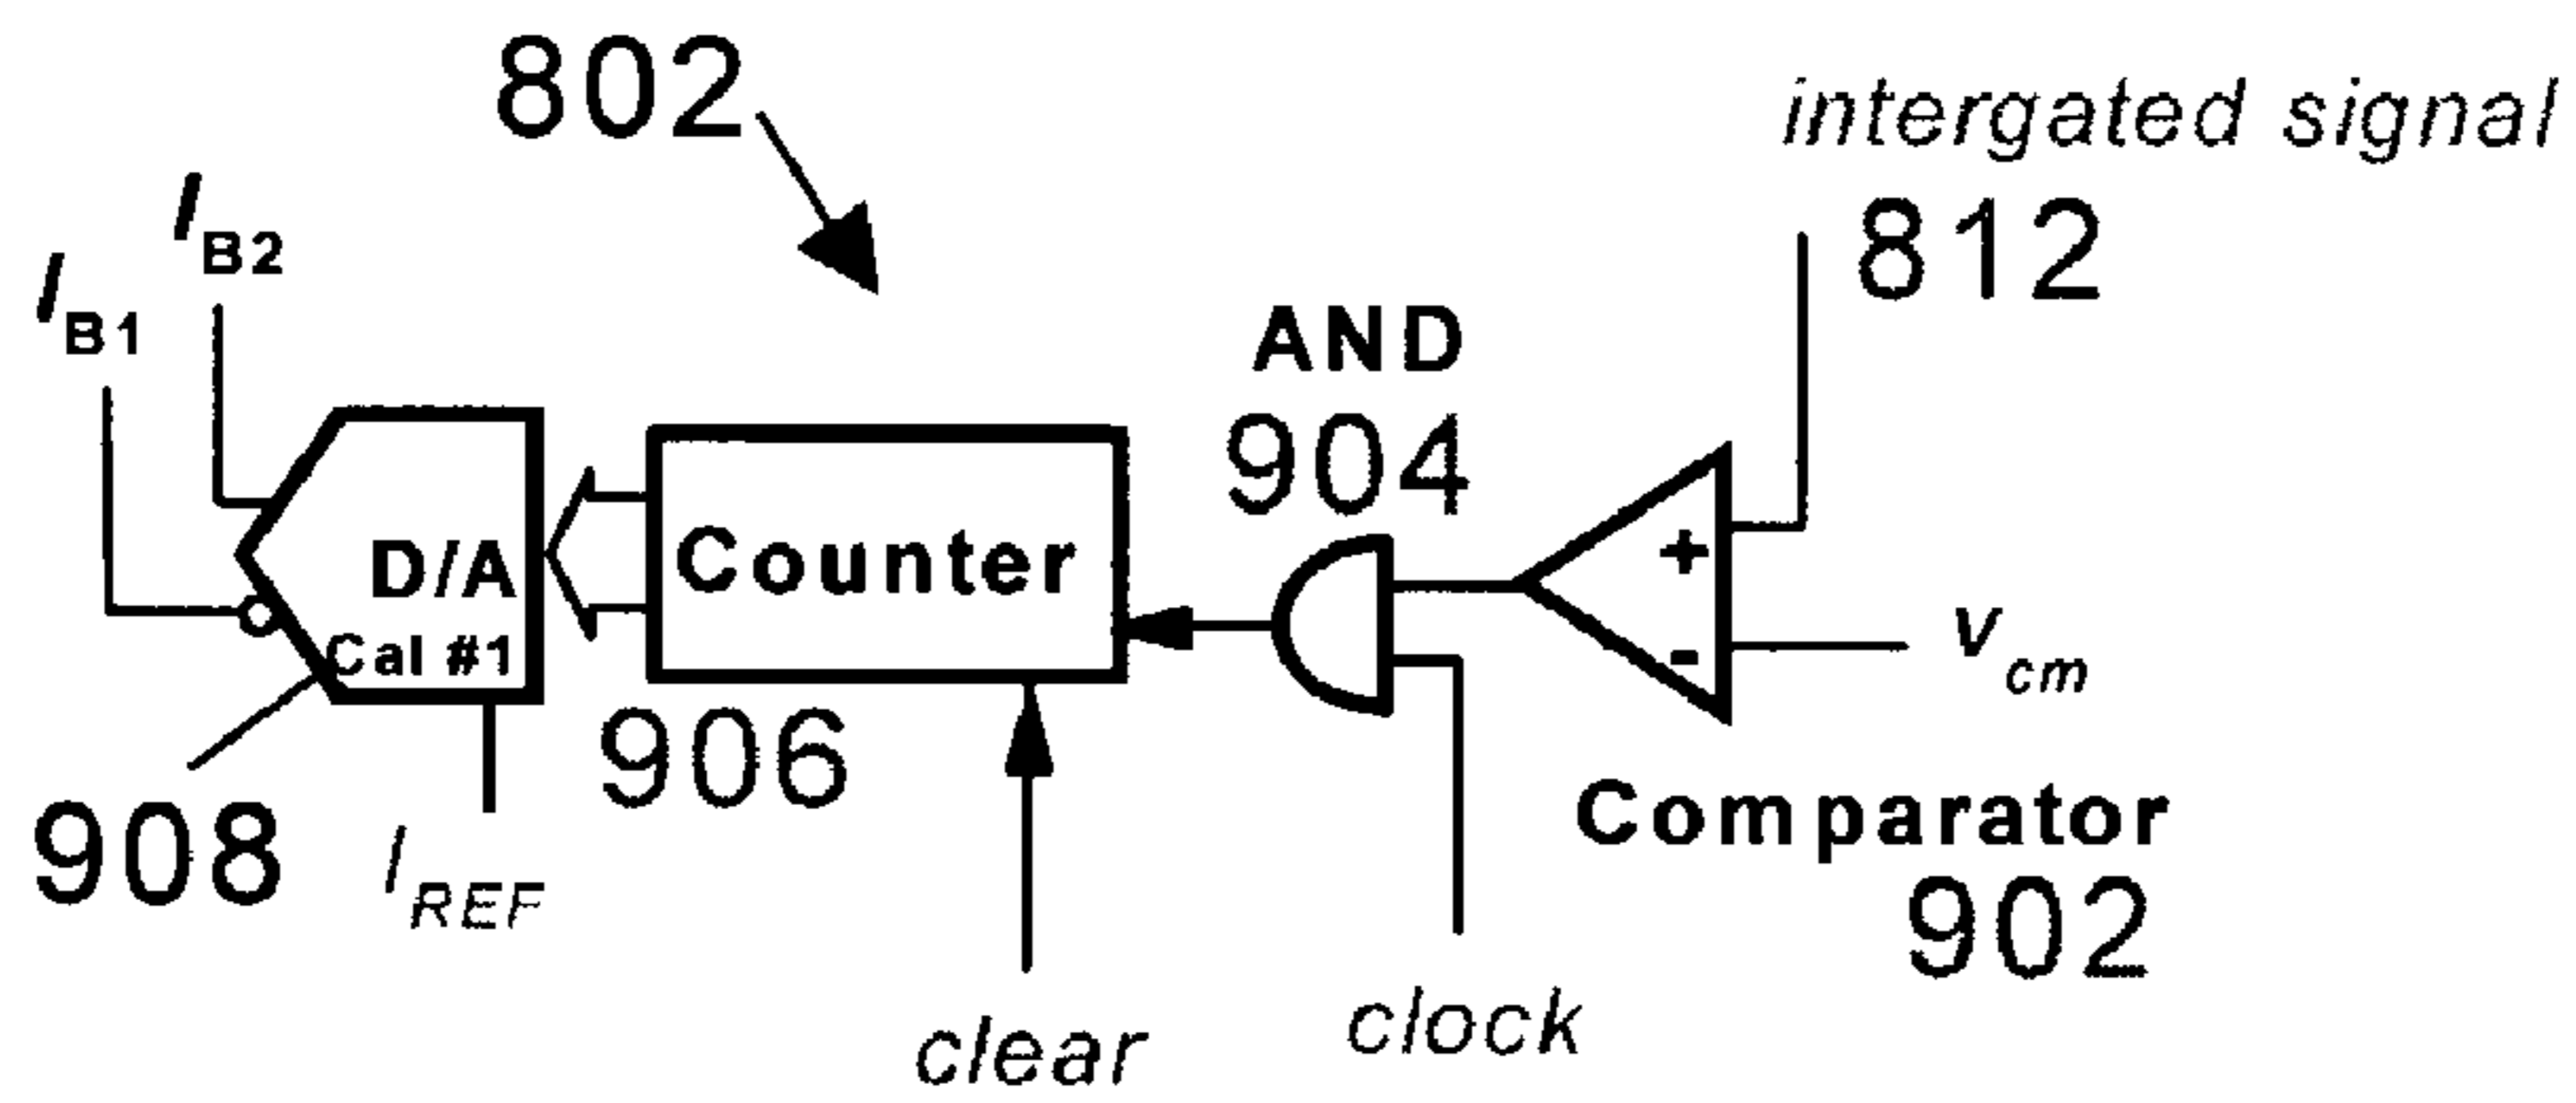 802
intergated signal
812
I B2
I B1
AND
904
D/A
Cal #1
Counter
+
-
v cm
906
908
I REF
Comparator
902
clear
clock